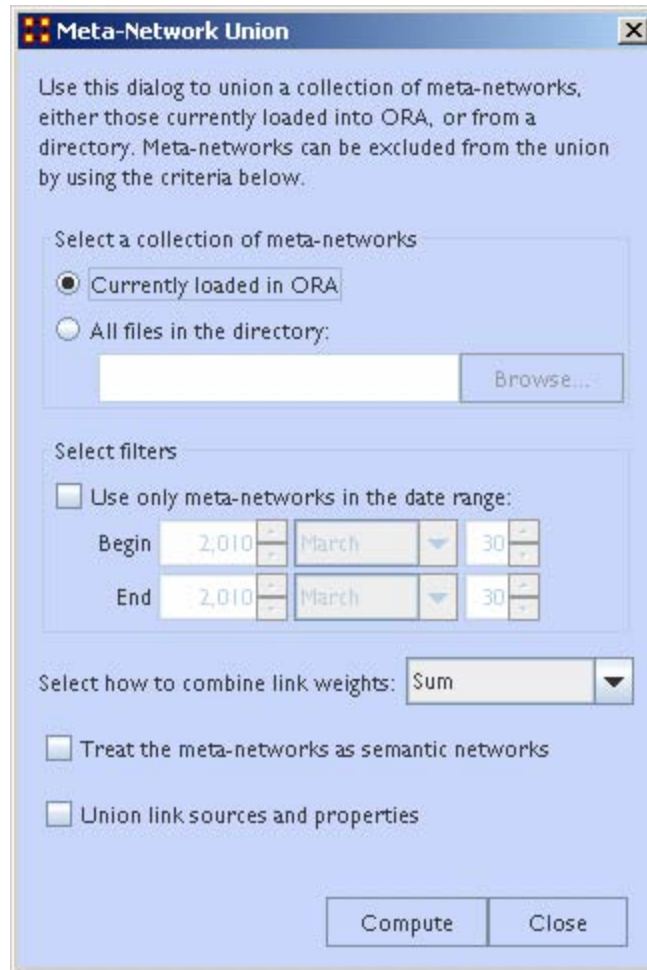 Meta-Network Union
Use this dialog to union a collection of meta-networks,
either those currently loaded into ORA, or from a
directory. Meta-networks can be excluded from the union
by using the criteria below.
Select a collection of meta-networks
Currently loaded in ORA
All files in the directory:
Browse...
Select filters
Use only meta-networks in the date range:
Begin 2,010 March 30
End 2,010 March 30
Select how to combine link weights: Sum
Treat the meta-networks as semantic networks
Union link sources and properties
Compute Close